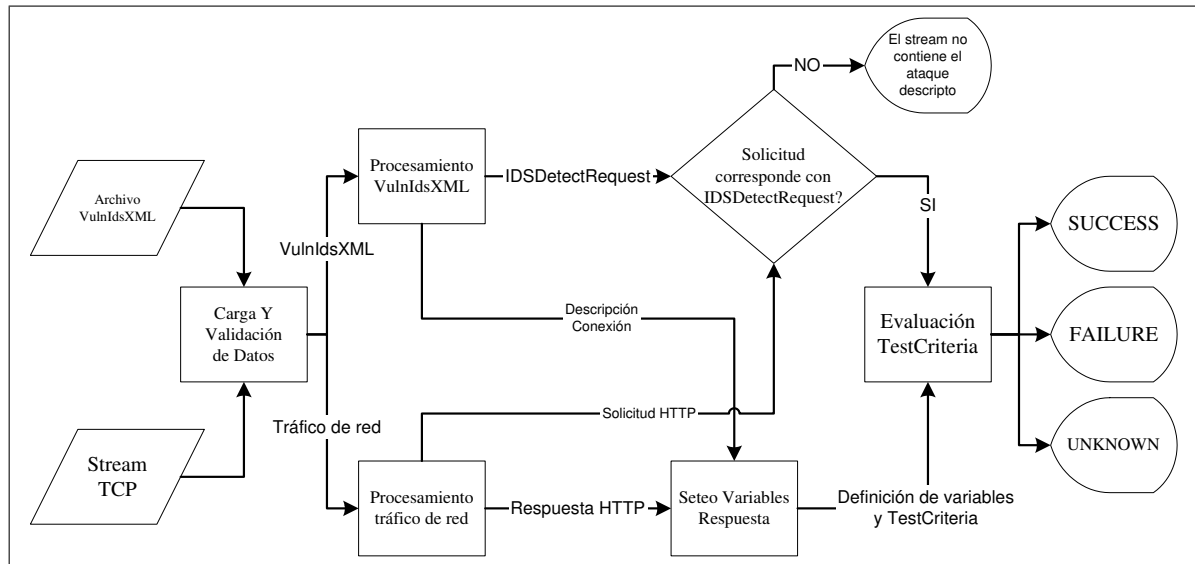 El stream no
contiene el
ataque
descripto
NO
Archivo
VulnIdsXML
Procesamiento
VulnIdsXML
IDSDetectRequest
Solicitud
corresponde con
IDSDetectRequest?
SI
SUCCESS
VulnIdsXML
Carga Y
Validación
de Datos
Descripción
Conexión
Evaluación
TestCriteria
FAILURE
Tráfico de red
Solicitud HTTP
Stream
TCP
Procesamiento
tráfico de red
Respuesta HTTP
Seteo Variables
Respuesta
Definición de variables
y TestCriteria
UNKNOWN